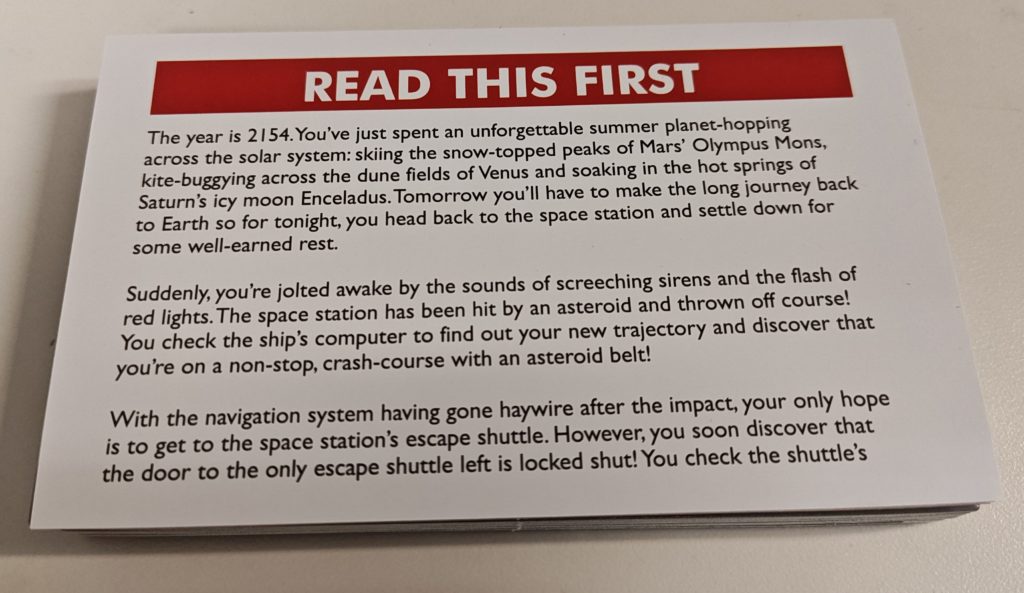 READ THIS FIRST
The year is 2154. You've just spent an unforgettable summer planet-hopping
across the solar system: skiing the snow-topped peaks of Mars' Olympus Mons,
kite-buggying across the dune fields of Venus and soaking in the hot springs of
Saturn's icy moon Enceladus. Tomorrow you'll have to make the long journey back
to Earth so for tonight, you head back to the space station and settle down for
some well-earned rest.
Suddenly, you're jolted awake by the sounds of screeching sirens and the flash of
red lights. The space station has been hit by an asteroid and thrown off course!
You check the ship's computer to find out your new trajectory and discover that
you're on a non-stop, crash-course with an asteroid belt!
With the navigation system having gone haywire after the impact, your only hope
is to get to the space station's escape shuttle. However, you soon discover that
the door to the only escape shuttle left is locked shut! You check the shuttle's